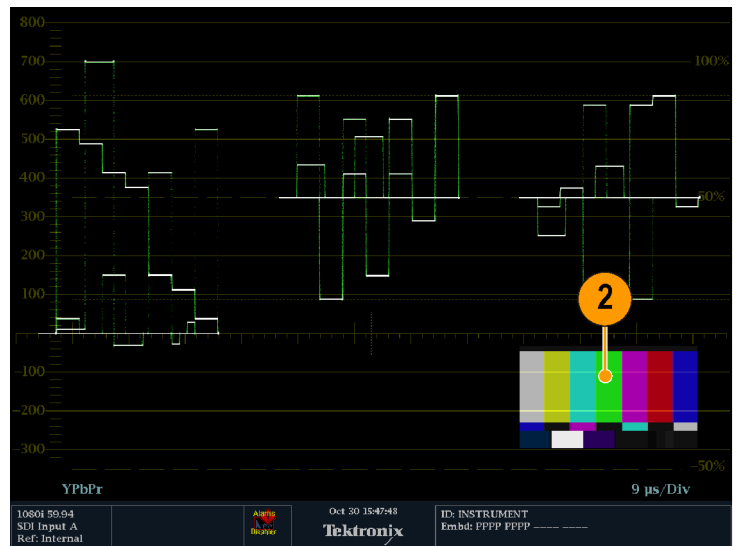 800
700
100%
600
500
400
50%
300
200
100
2
-100
-200
-300
-50%
YPbPr
9 µs/Div
1080i 59.94
SDI Input A
Ref: Internal
Alarms
Disabled
Oct 30 15:47:48
Tektronix
ID: INSTRUMENT
Embd: PPPP PPPP ---- ----